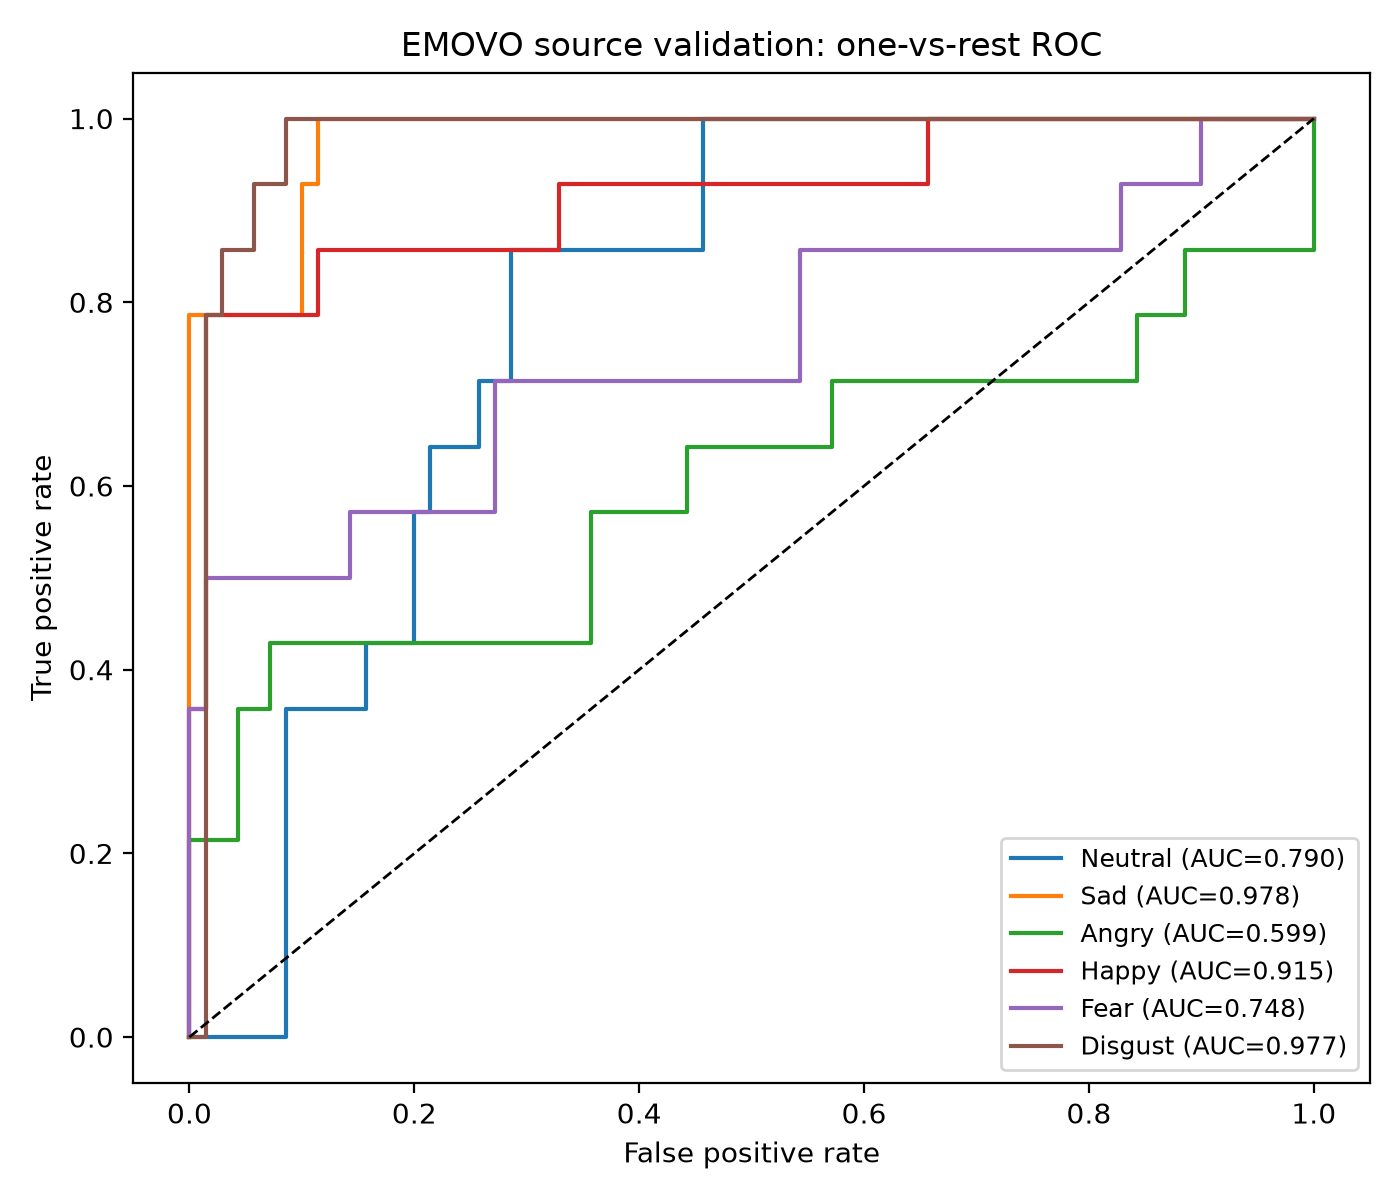 EMOVO source validation: one-vs-rest ROC
True positive rate
1.0
0.8
0.6
0.4
0.2
0.0
Neutral (AUC=0.790)
Sad (AUC=0.978)
Angry (AUC=0.599)
Happy (AUC=0.915)
Fear (AUC=0.748)
Disgust (AUC=0.977)
0.0 0.2 0.4 0.6 0.8 1.0
False positive rate